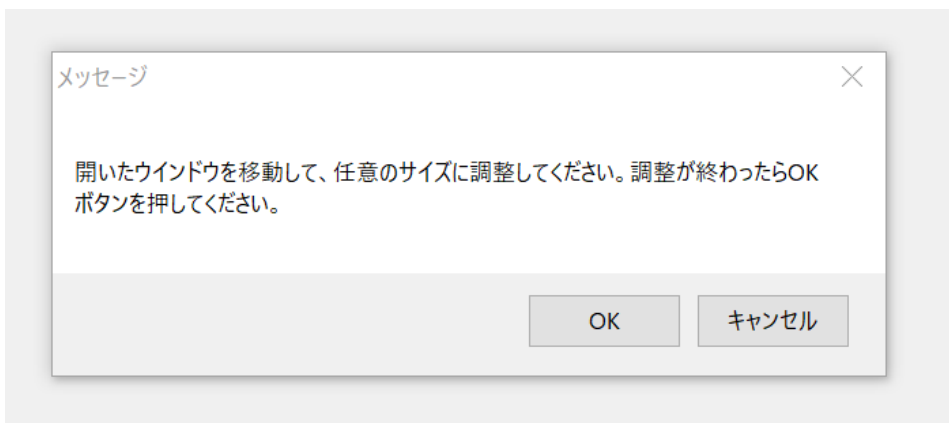 メッセージ
開いたウインドウを移動して、任意のサイズに調整してください。調整が終わったらOK
ボタンを押してください。
OK
キャンセル